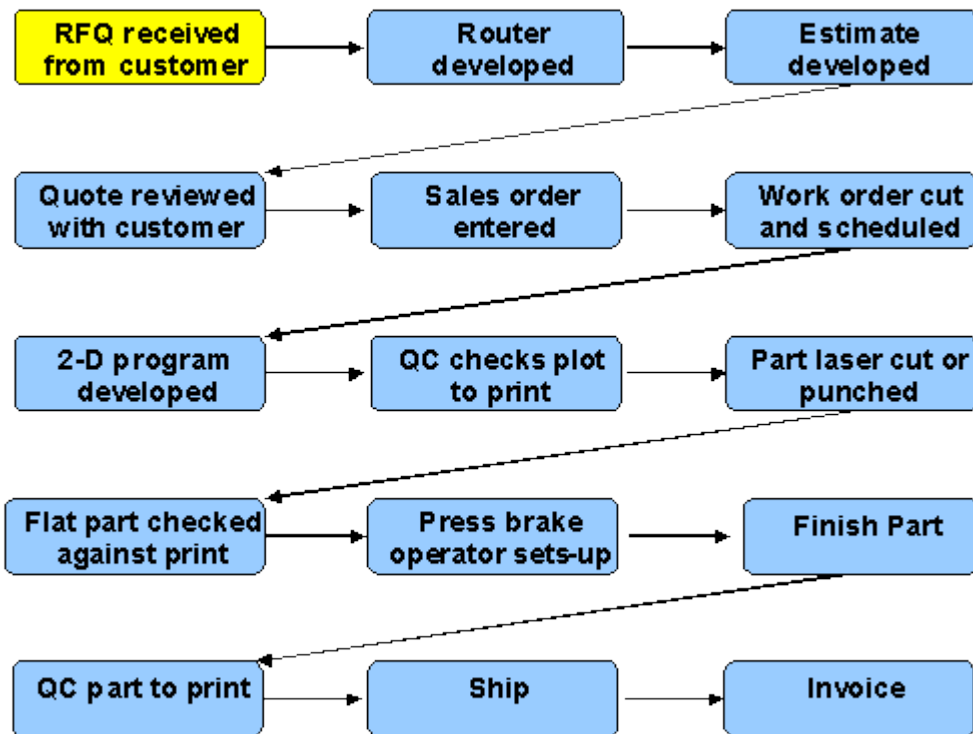 RFQ received
from customer
Router
developed
Estimate
developed
Quote reviewed
with customer
Sales order
entered
Work order cut
and scheduled
2-D program
developed
QC checks plot
to print
Part laser cut or
punched
Flat part checked
against print
Press brake
operator sets-up
Finish Part
QC part to print
Ship
Invoice